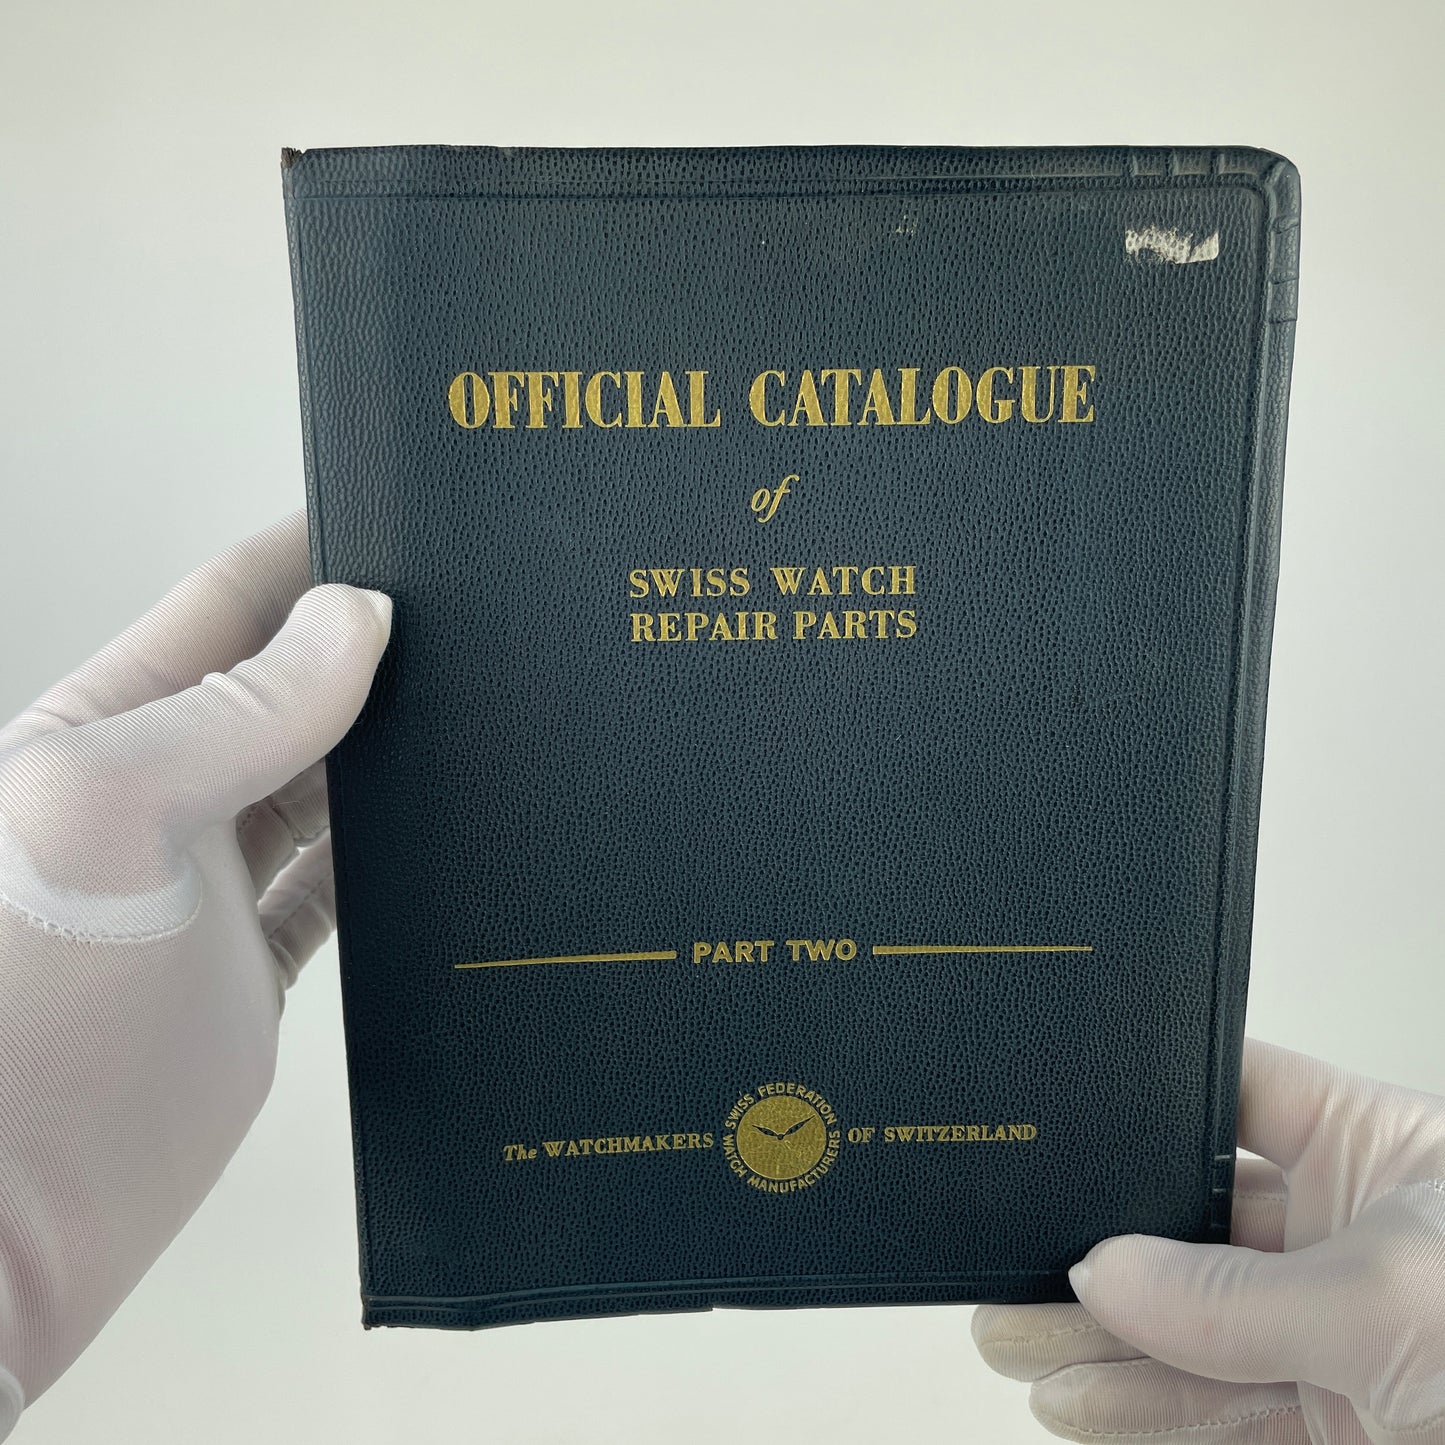 OFFICIAL CATALOGUE
of
SWISS WATCH
REPAIR PARTS
PART TWO
The WATCHMAKERS OF SWITZERLAND
SWISS FEDERATION
WATCH MANUFACTURERS